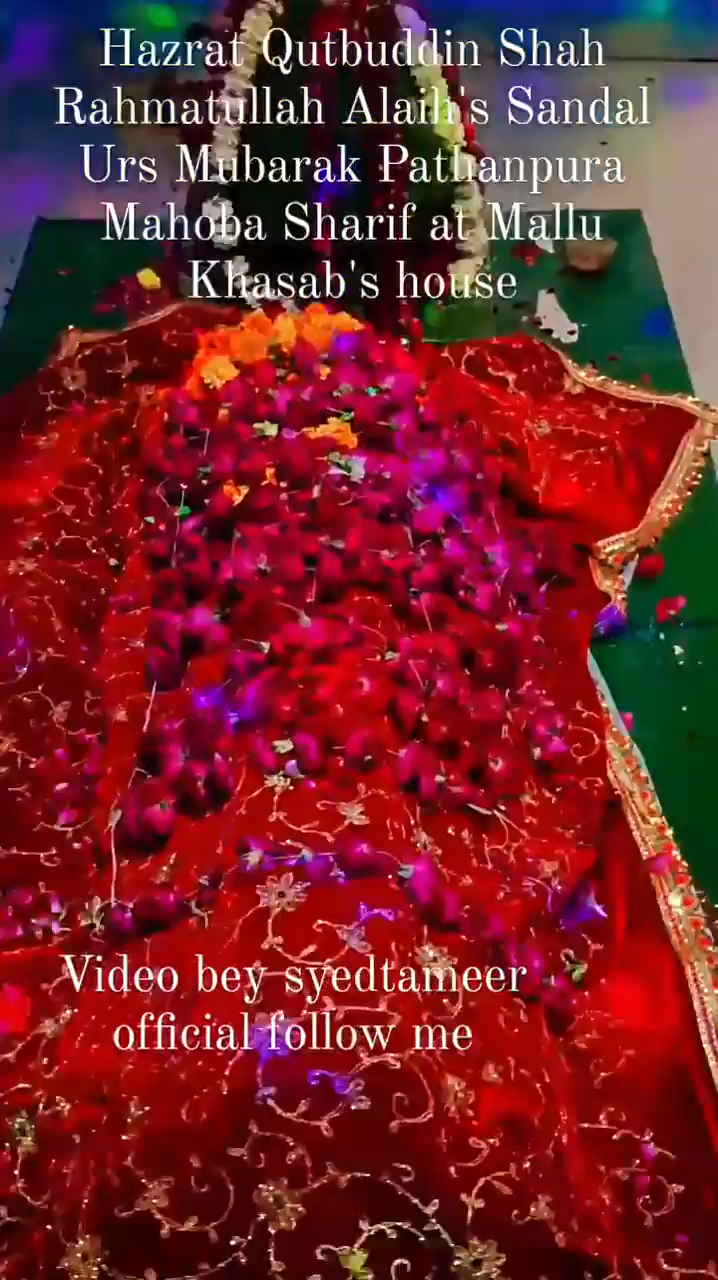 Hazrat Qutbuddin Shah
Rahmatullah Alaih's Sandal
Urs Mubarak Pathanpura
Mahoba Sharif at Mallu
Khasab's house
Video bey syedtameer
official follow me